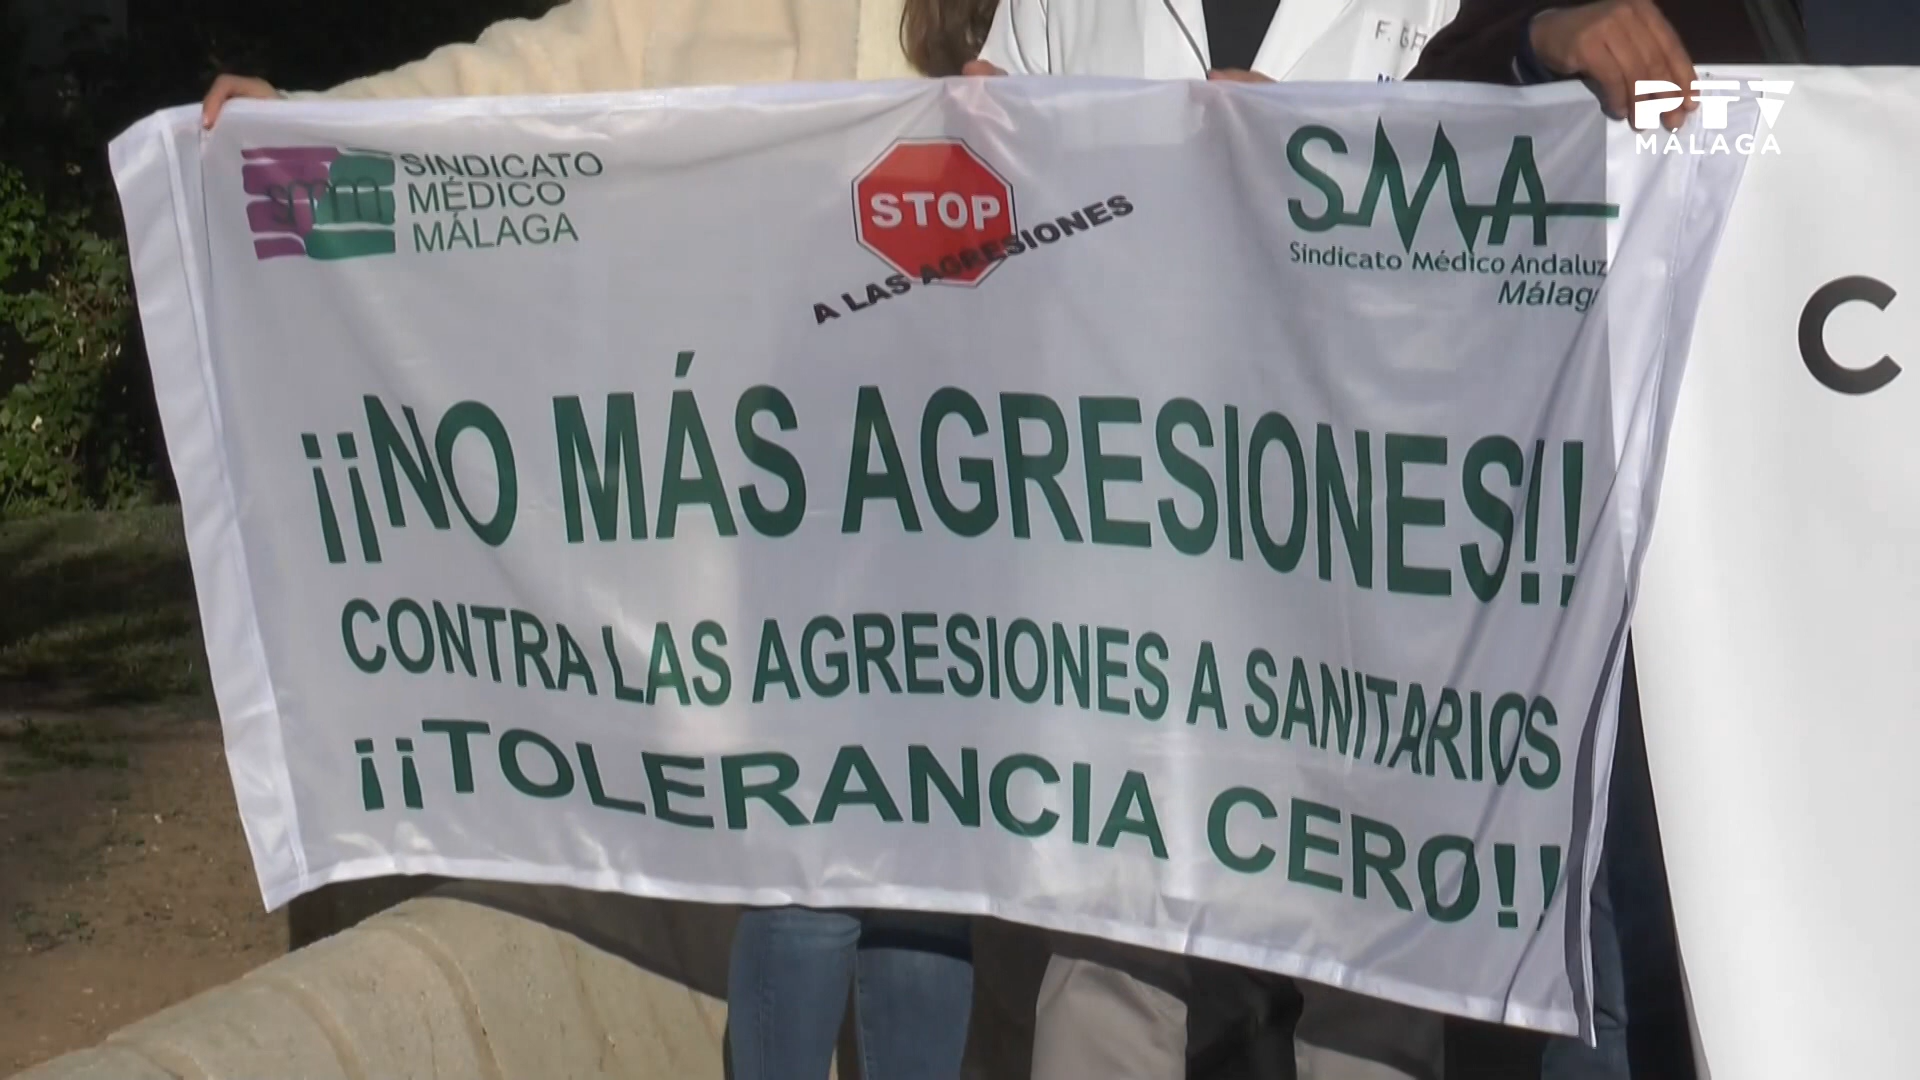 F.
PTV
MÁLAGA
smm
SINDICATO
MÉDICO
MÁLAGA
STOP
A LAS AGRESIONES
SMA
Sindicato Médico Andaluz
Málaga
¡¡NO MÁS AGRESIONES!!
CONTRA LAS AGRESIONES A SANITARIOS
¡¡TOLERANCIA CERO!!
C